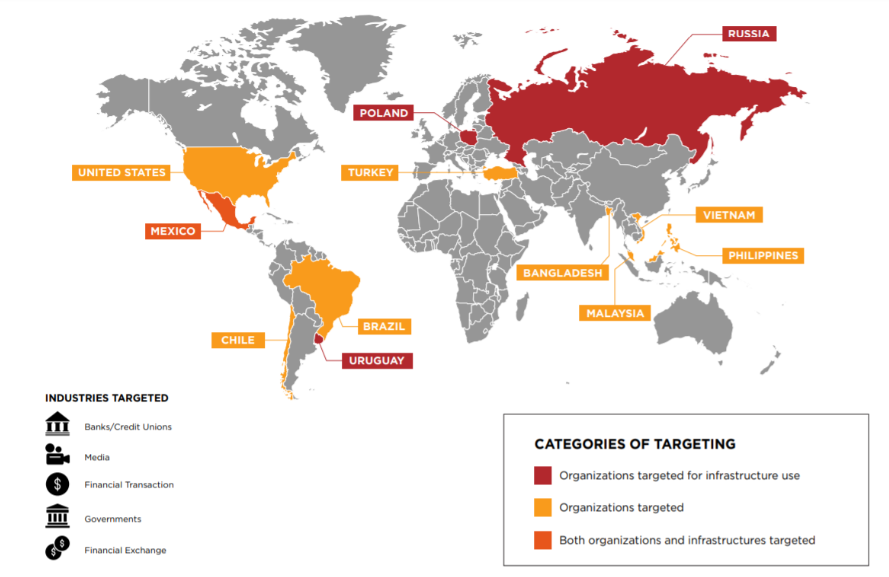 RUSSIA
POLAND
UNITED STATES
TURKEY
MEXICO
VIETNAM
PHILIPPINES
BANGLADESH
MALAYSIA
BRAZIL
CHILE
URUGUAY
INDUSTRIES TARGETED
Banks/Credit Unions
Media
$
Financial Transaction
Governments
$ $
Financial Exchange
CATEGORIES OF TARGETING
Organizations targeted for infrastructure use
Organizations targeted
Both organizations and infrastructures targeted